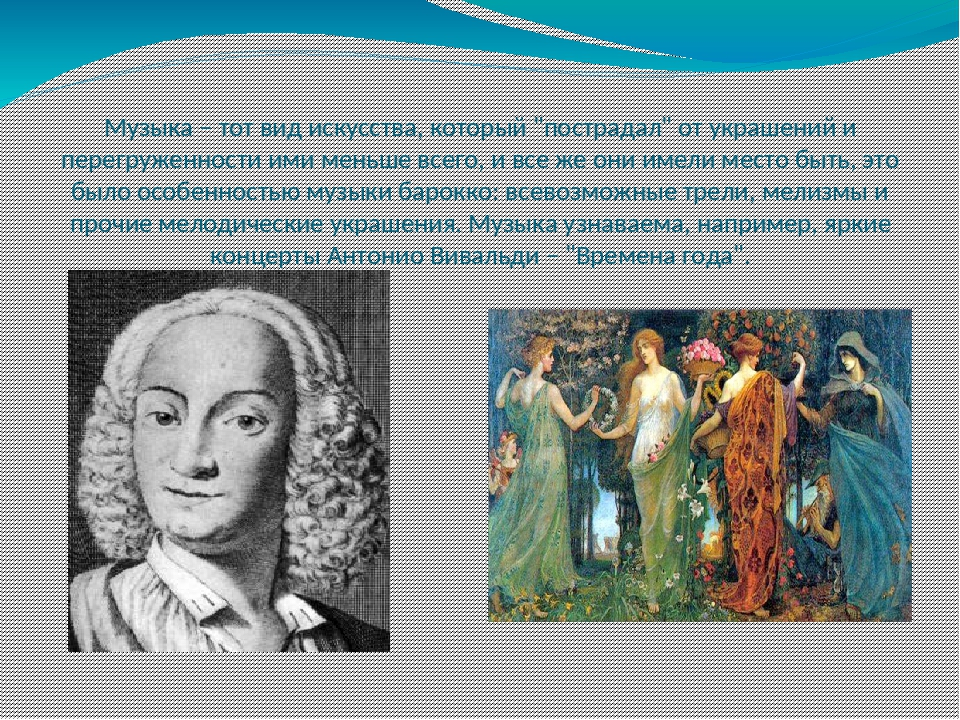 Музыка – тот вид искусства, который "пострадал" от украшений и
перегруженности ими меньше всего, и все же они имели место быть, это
было особенностью музыки барокко: всевозможные трели, мелизмы и
прочие мелодические украшения. Музыка узнаваема, например, яркие
концерты Антонио Вивальди – "Времена года".